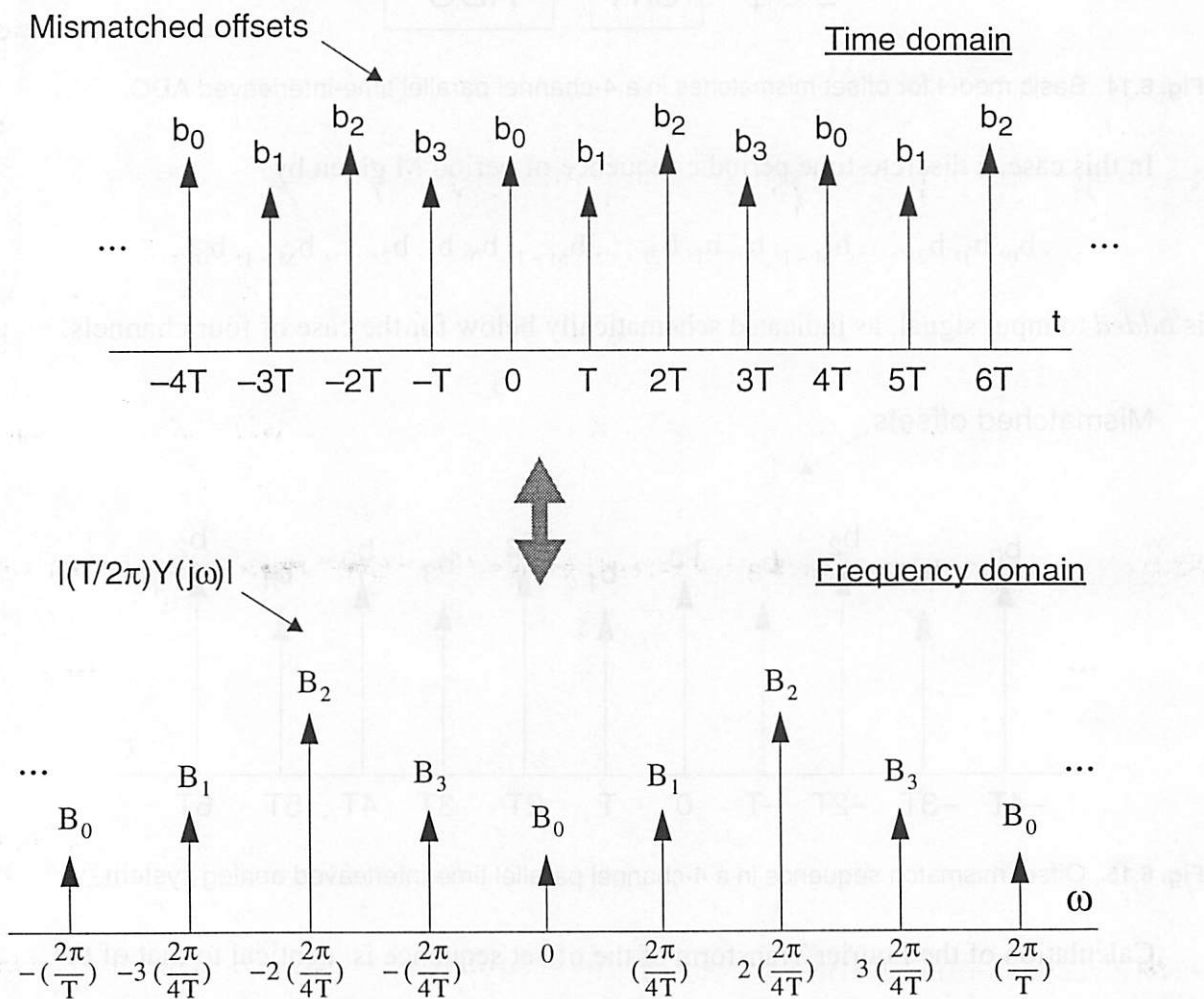 Mismatched offsets
Time domain
b₀ b₁ b₂ b₃ b₀ b₁ b₂ b₃ b₀ b₁ b₂
... ...
t
−4T −3T −2T −T 0 T 2T 3T 4T 5T 6T
|(T/2π)Y(jω)|
Frequency domain
B₀ B₁ B₂ B₃ B₀ B₁ B₂ B₃ B₀
... ...
ω
−(2π/T) −3(2π/4T) −2(2π/4T) −(2π/4T) 0 (2π/4T) 2(2π/4T) 3(2π/4T) (2π/T)